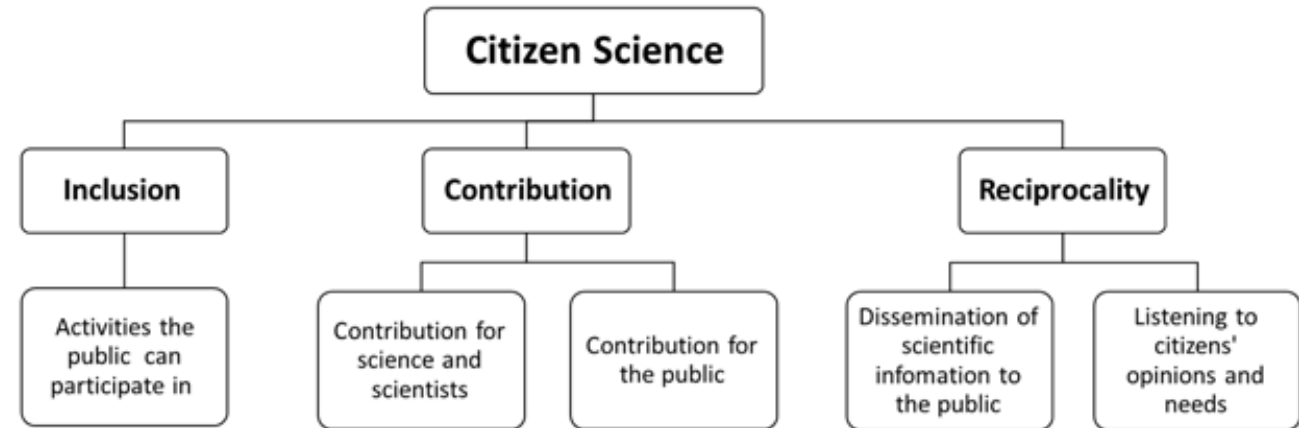 Citizen Science
Inclusion
Contribution
Reciprocality
Activities the
public can
participate in
Contribution for
science and
scientists
Contribution for
the public
Dissemination of
scientific
infomation to
the public
Listening to
citizens'
opinions and
needs